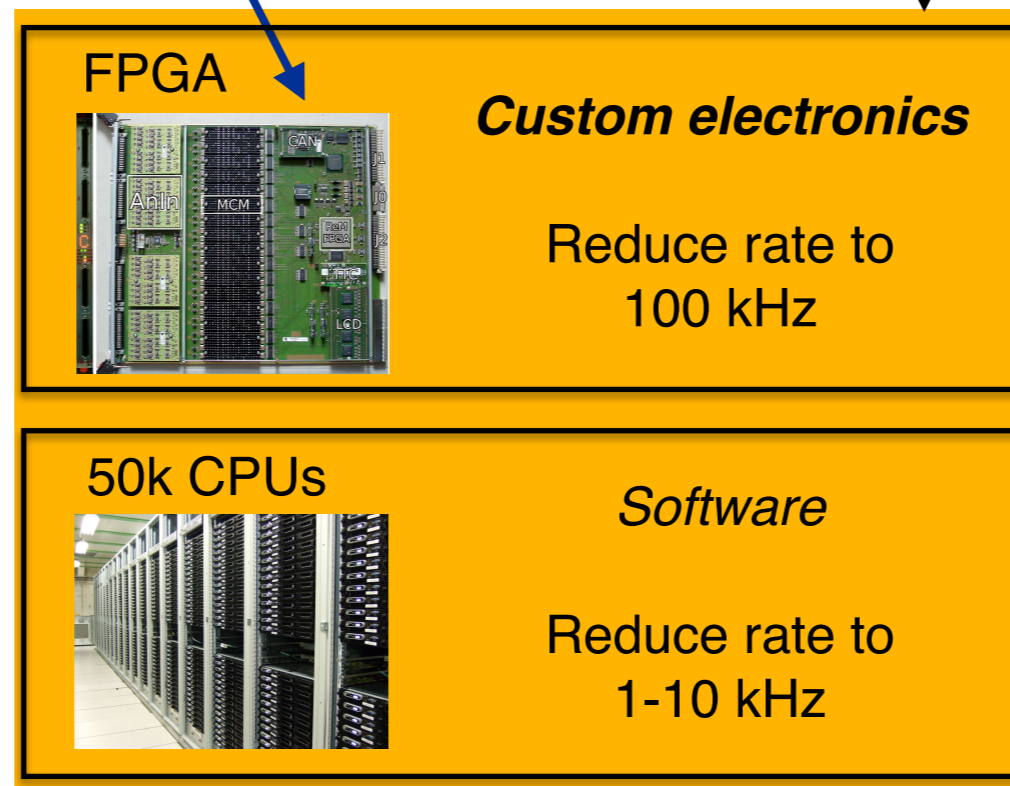 FPGA
Custom electronics
Reduce rate to
100 kHz
CAN
J1
AnIn
MCM
J0
ReM
FPGA
J2
TTC
LCD
50k CPUs
Software
Reduce rate to
1-10 kHz